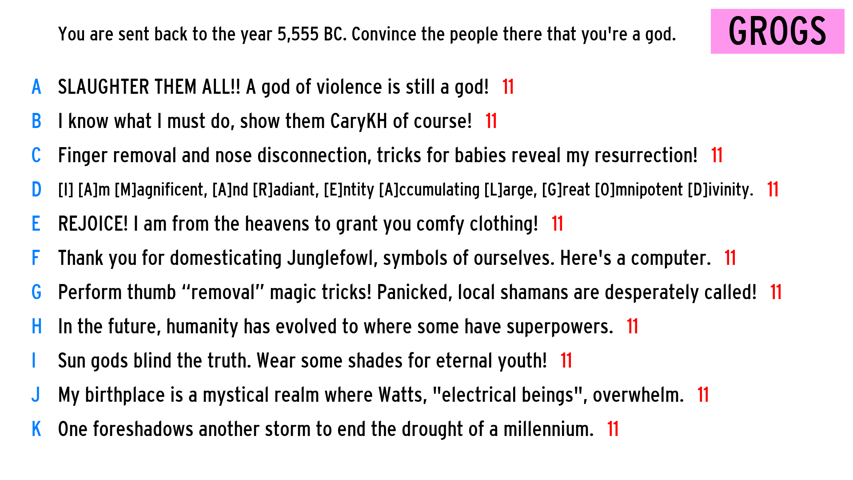 You are sent back to the year 5,555 BC. Convince the people there that you're a god.
GROGS
A SLAUGHTER THEM ALL!! A god of violence is still a god! 11
B I know what I must do, show them CaryKH of course! 11
C Finger removal and nose disconnection, tricks for babies reveal my resurrection! 11
D [I] [A]m [M]agnificent, [A]nd [R]adiant, [E]ntity [A]ccumulating [L]arge, [G]reat [O]mnipotent [D]ivinity. 11
E REJOICE! I am from the heavens to grant you comfy clothing! 11
F Thank you for domesticating Junglefowl, symbols of ourselves. Here's a computer. 11
G Perform thumb “removal” magic tricks! Panicked, local shamans are desperately called! 11
H In the future, humanity has evolved to where some have superpowers. 11
I Sun gods blind the truth. Wear some shades for eternal youth! 11
J My birthplace is a mystical realm where Watts, "electrical beings", overwhelm. 11
K One foreshadows another storm to end the drought of a millennium. 11